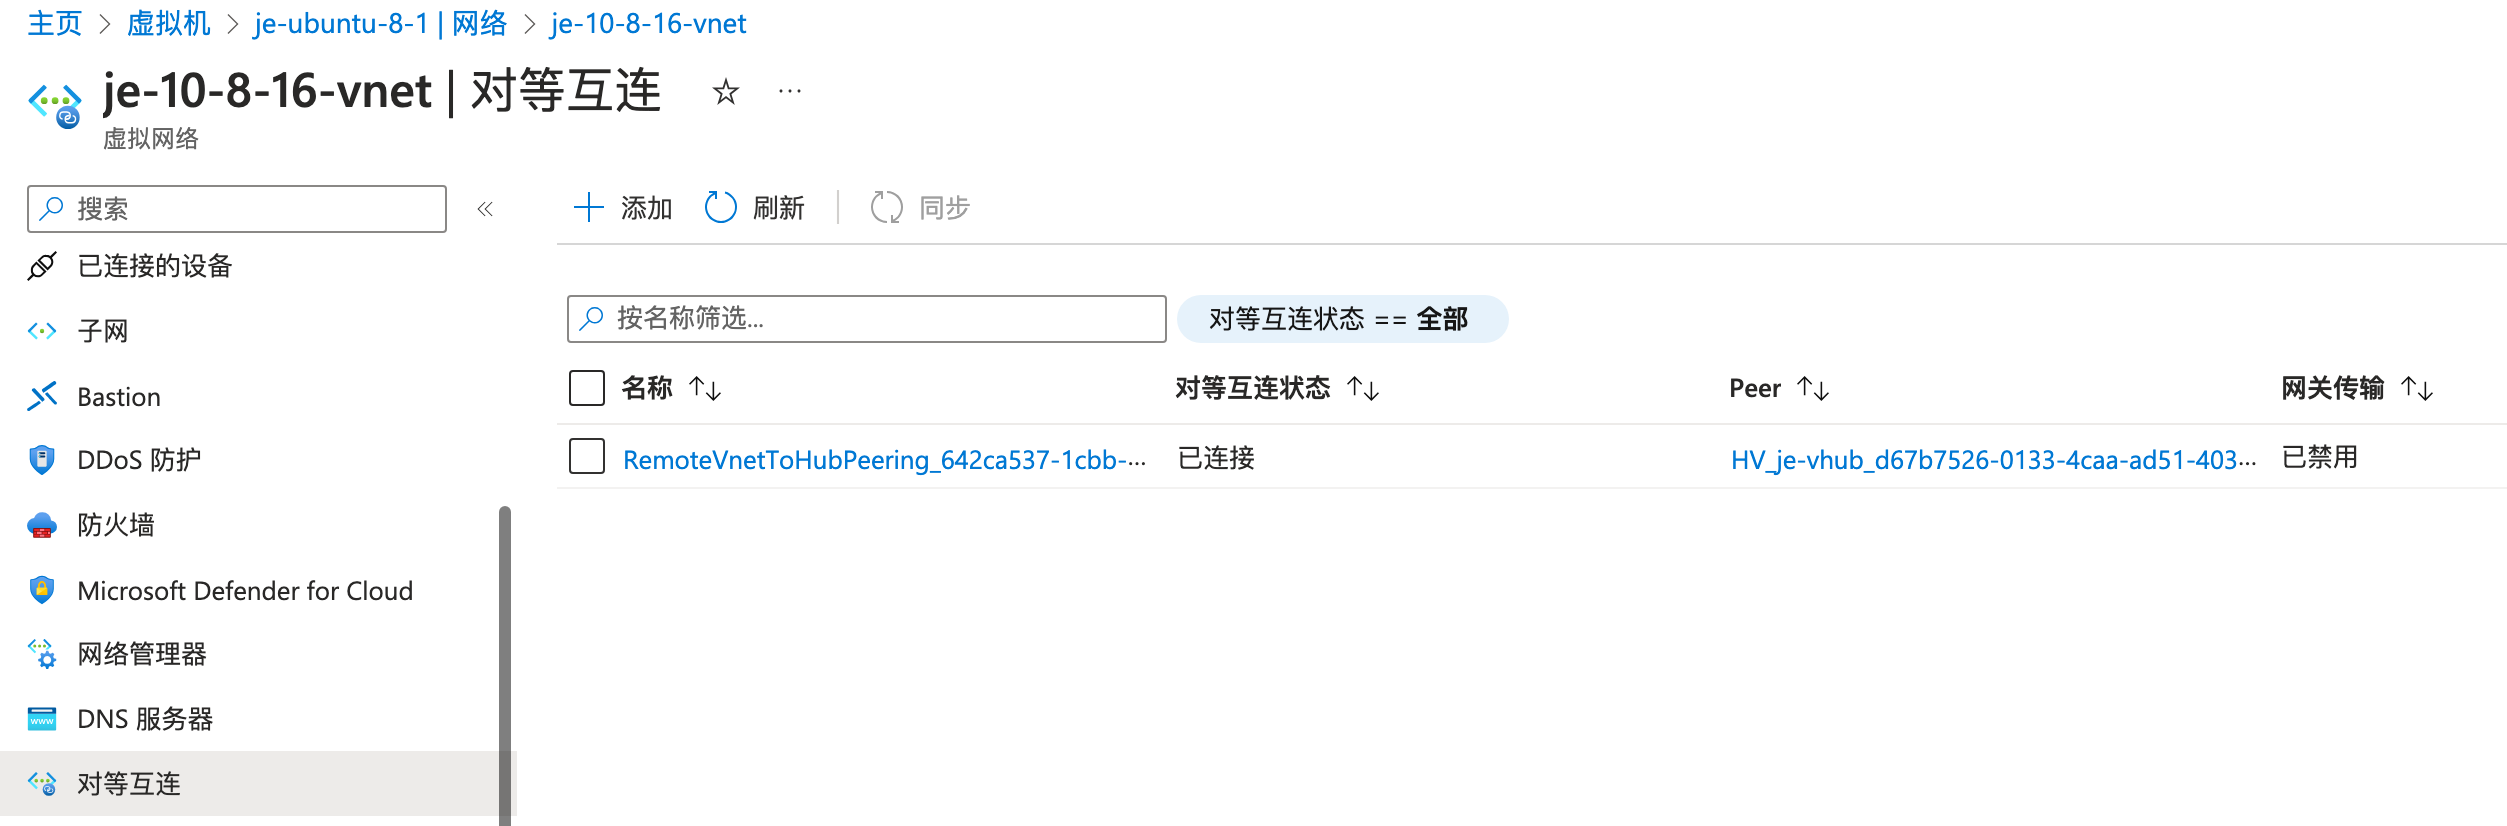 主页 > 虚拟机 > je-ubuntu-8-1 | 网络 > je-10-8-16-vnet
je-10-8-16-vnet | 对等互连
虚拟网络
搜索
已连接的设备
子网
Bastion
DDoS 防护
防火墙
Microsoft Defender for Cloud
网络管理器
DNS 服务器
对等互连
添加 刷新 同步
按名称筛选... 对等互连状态 == 全部
名称 对等互连状态 Peer 网关传输
RemoteVnetToHubPeering_642ca537-1cbb-... 已连接 HV_je-vhub_d67b7526-0133-4caa-ad51-403... 已禁用